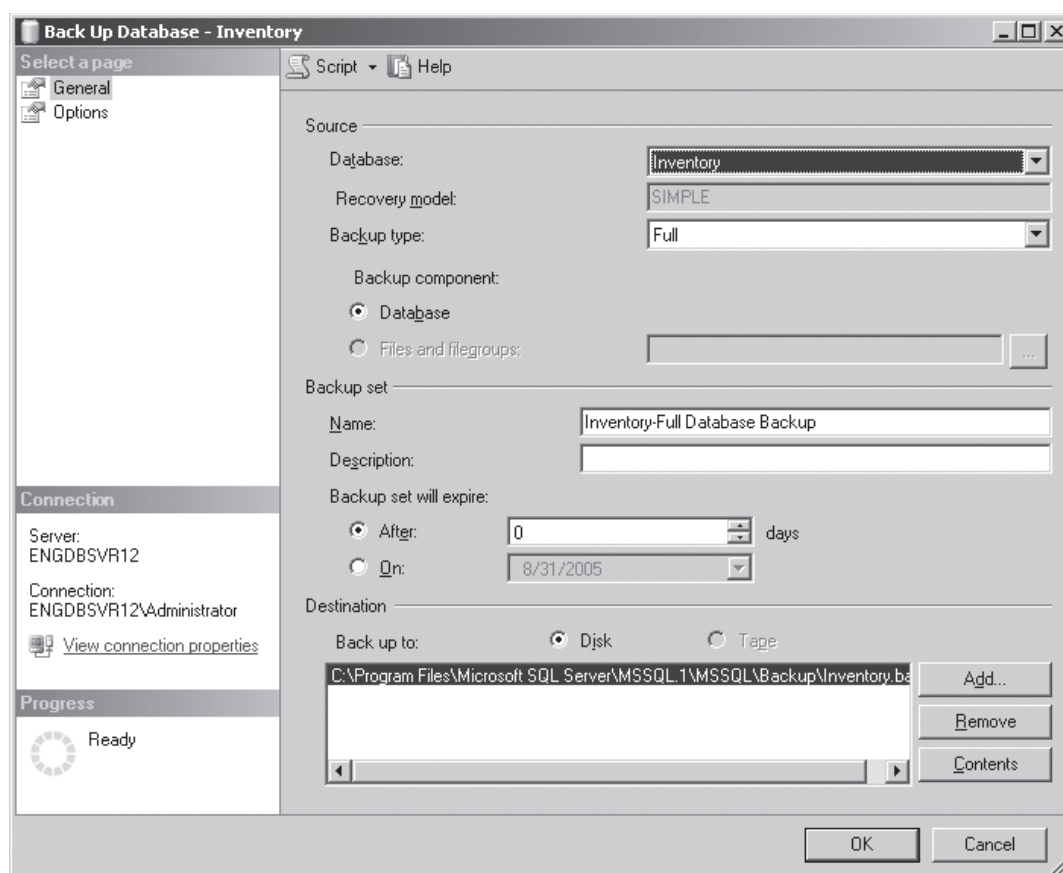 Back Up Database - Inventory
Select a page
General
Options
Script
Help
Source
Database:
Inventory
Recovery model:
SIMPLE
Backup type:
Full
Backup component:
Database
Files and filegroups:
...
Backup set
Name:
Inventory-Full Database Backup
Description:
Backup set will expire:
After:
0
days
On:
8/31/2005
Destination
Back up to:
Disk
Tape
C:\Program Files\Microsoft SQL Server\MSSQL.1\MSSQL\Backup\Inventory.ba
Add...
Remove
Contents
Connection
Server:
ENGDBSVR12
Connection:
ENGDBSVR12\Administrator
View connection properties
Progress
Ready
OK
Cancel